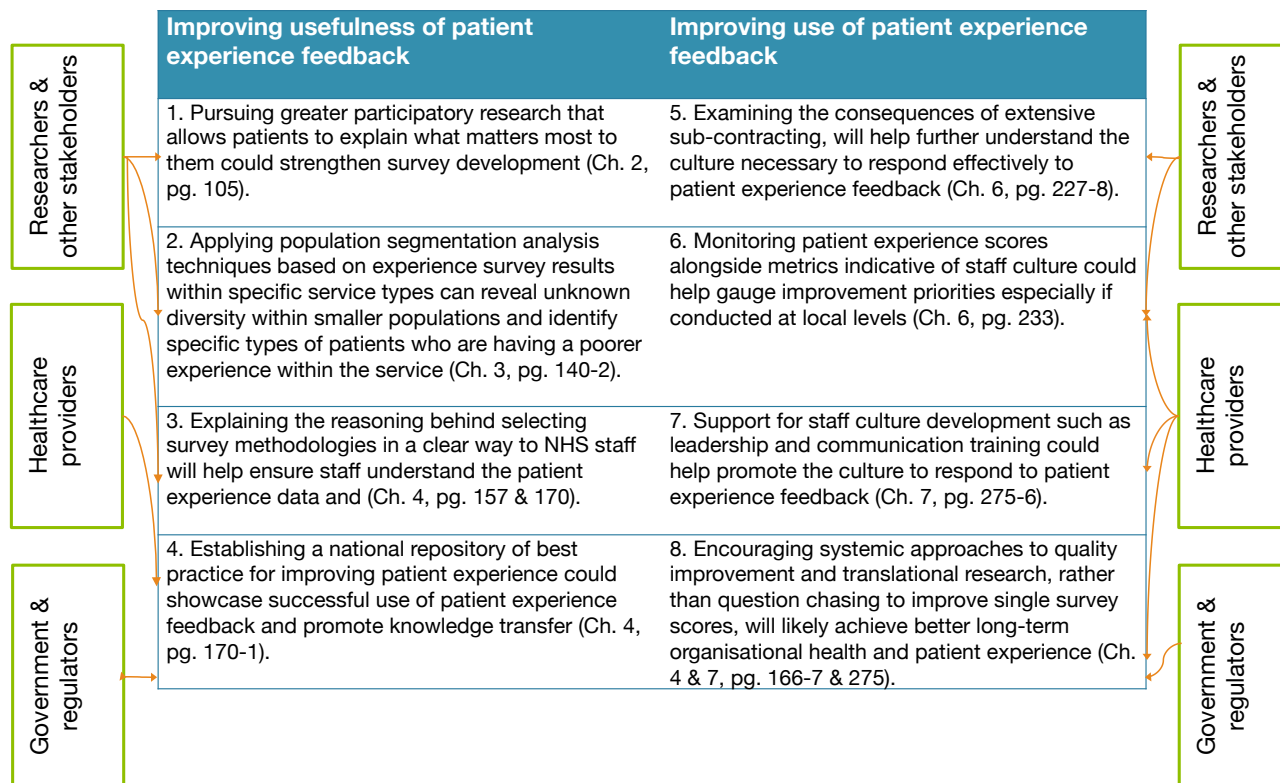 Improving usefulness of patient
experience feedback
Improving use of patient experience
feedback
Researchers &
other stakeholders
Healthcare
providers
Government &
regulators
1. Pursuing greater participatory research that
allows patients to explain what matters most to
them could strengthen survey development (Ch. 2,
pg. 105).
5. Examining the consequences of extensive
sub-contracting, will help further understand the
culture necessary to respond effectively to
patient experience feedback (Ch. 6, pg. 227-8).
2. Applying population segmentation analysis
techniques based on experience survey results
within specific service types can reveal unknown
diversity within smaller populations and identify
specific types of patients who are having a poorer
experience within the service (Ch. 3, pg. 140-2).
6. Monitoring patient experience scores
alongside metrics indicative of staff culture could
help gauge improvement priorities especially if
conducted at local levels (Ch. 6, pg. 233).
3. Explaining the reasoning behind selecting
survey methodologies in a clear way to NHS staff
will help ensure staff understand the patient
experience data and (Ch. 4, pg. 157 & 170).
7. Support for staff culture development such as
leadership and communication training could
help promote the culture to respond to patient
experience feedback (Ch. 7, pg. 275-6).
4. Establishing a national repository of best
practice for improving patient experience could
showcase successful use of patient experience
feedback and promote knowledge transfer (Ch. 4,
pg. 170-1).
8. Encouraging systemic approaches to quality
improvement and translational research, rather
than question chasing to improve single survey
scores, will likely achieve better long-term
organisational health and patient experience (Ch.
4 & 7, pg. 166-7 & 275).
Researchers &
other stakeholders
Healthcare
providers
Government &
regulators